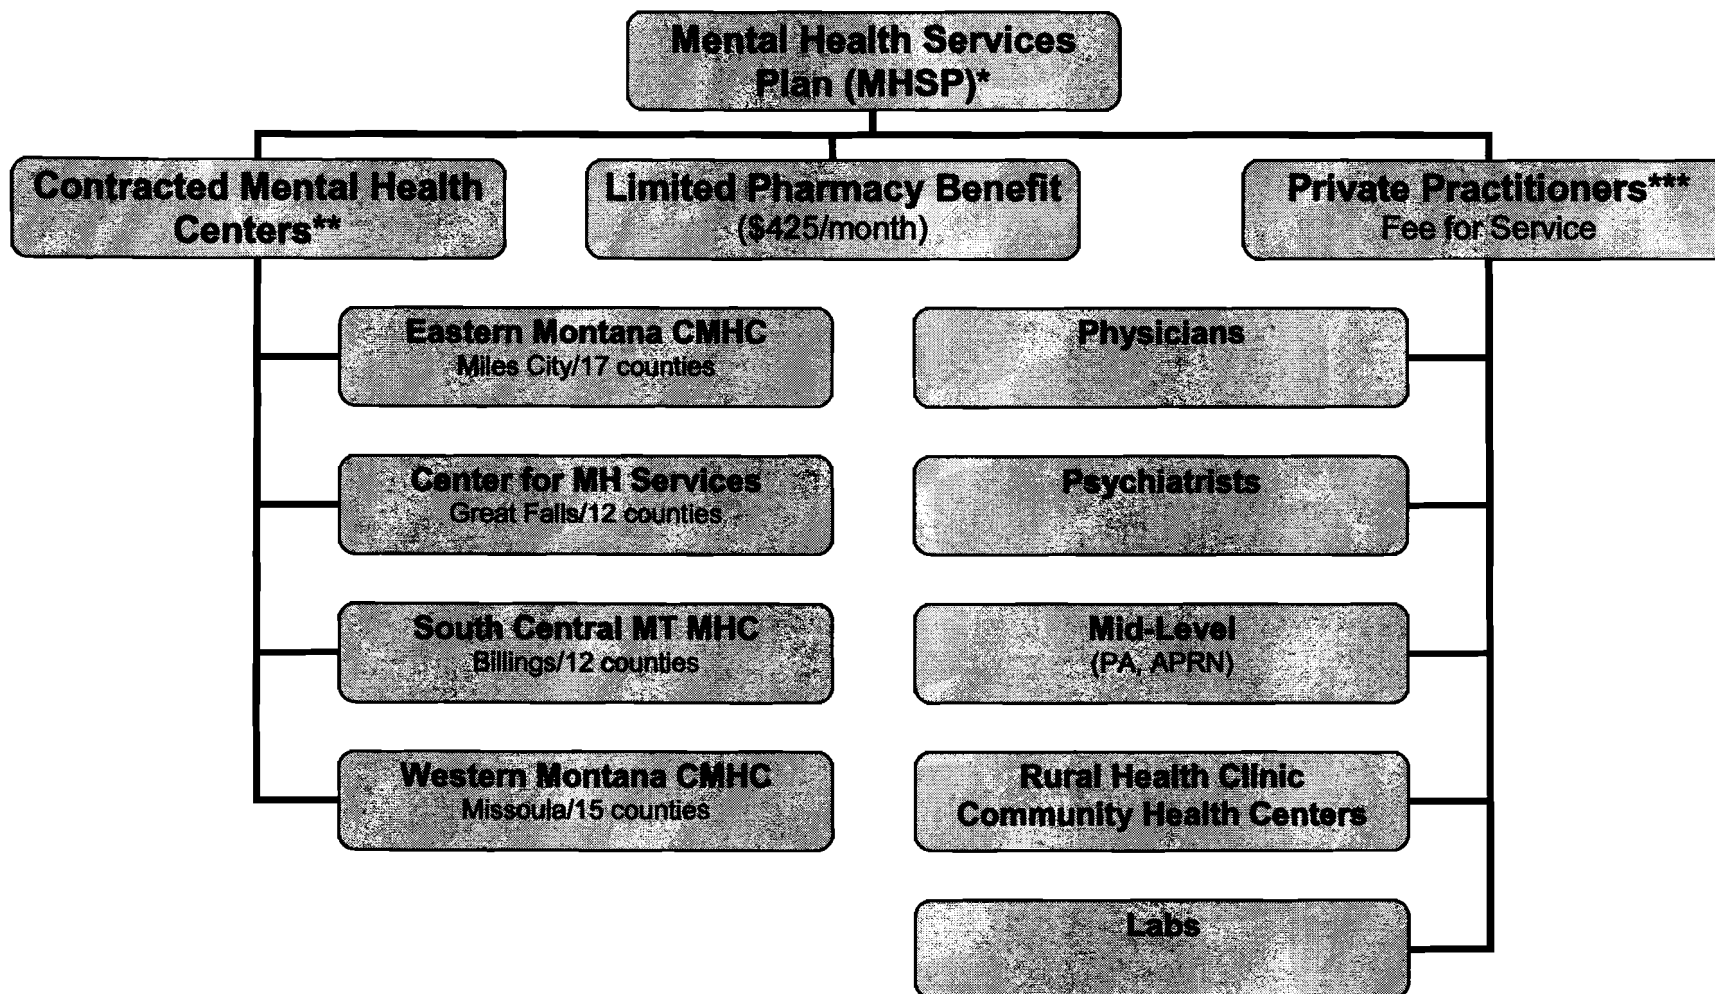 Mental Health Services
Plan (MHSP)*
Contracted Mental Health
Centers**
Limited Pharmacy Benefit
($425/month)
Private Practitioners***
Fee for Service
Eastern Montana CMHC
Miles City/17 counties
Center for MH Services
Great Falls/12 counties
South Central MT MHC
Billings/12 counties
Western Montana CMHC
Missoula/15 counties
Physicians
Psychiatrists
Mid-Level
(PA, APRN)
Rural Health Clinic
Community Health Centers
Labs